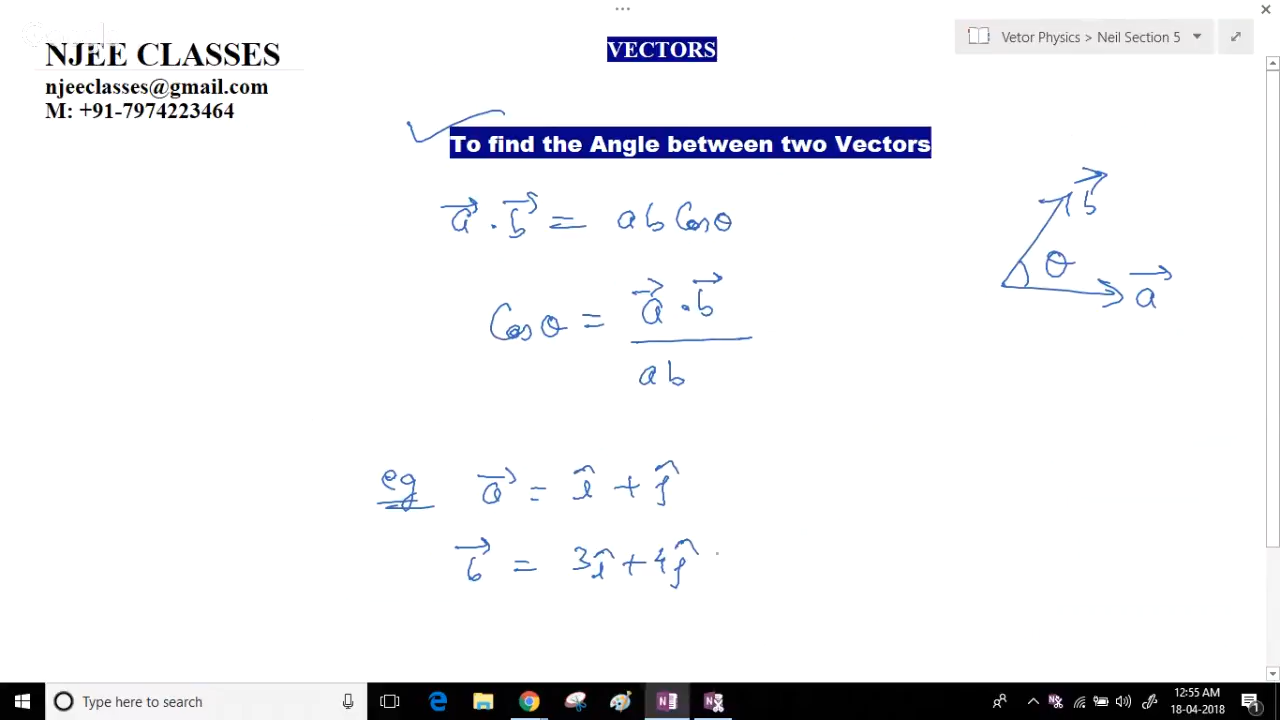 NJEE CLASSES
njeeclasses@gmail.com
M: +91-7974223464
VECTORS
Vetor Physics > Neil Section 5
To find the Angle between two Vectors
a⃗ . b⃗ = ab Cosθ
Cosθ = a⃗ . b⃗ / ab
b⃗
θ
a⃗
eg a⃗ = î + ĵ
b⃗ = 3î + 4ĵ
Type here to search
12:55 AM
18-04-2018
1